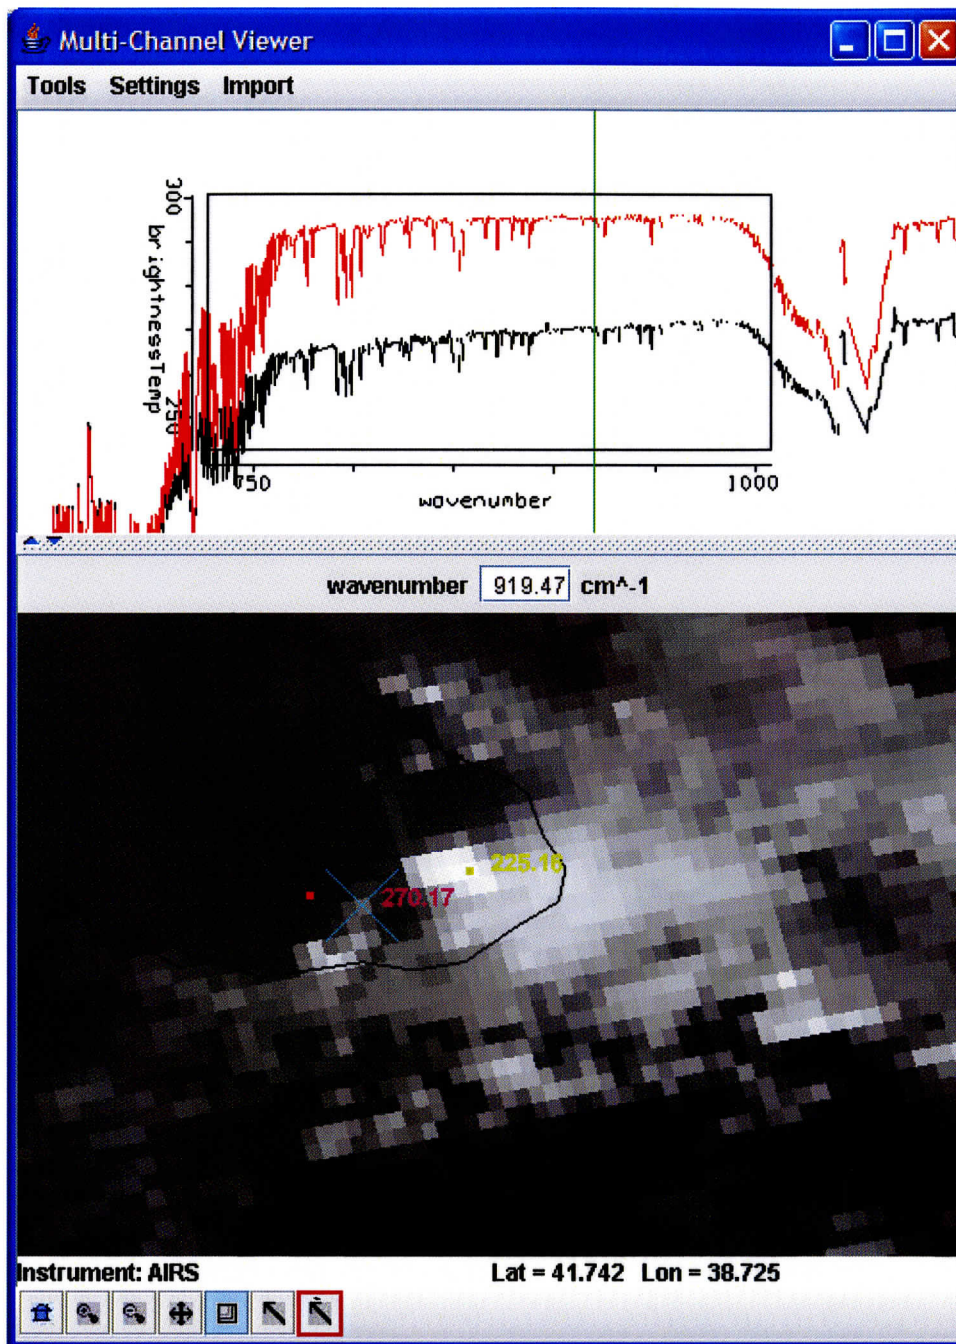 Multi-Channel Viewer
Tools Settings Import
300
brightnessTemp
250
750 1000
wavenumber
wavenumber 919.47 cm^-1
225.16
270.17
Instrument: AIRS Lat = 41.742 Lon = 38.725